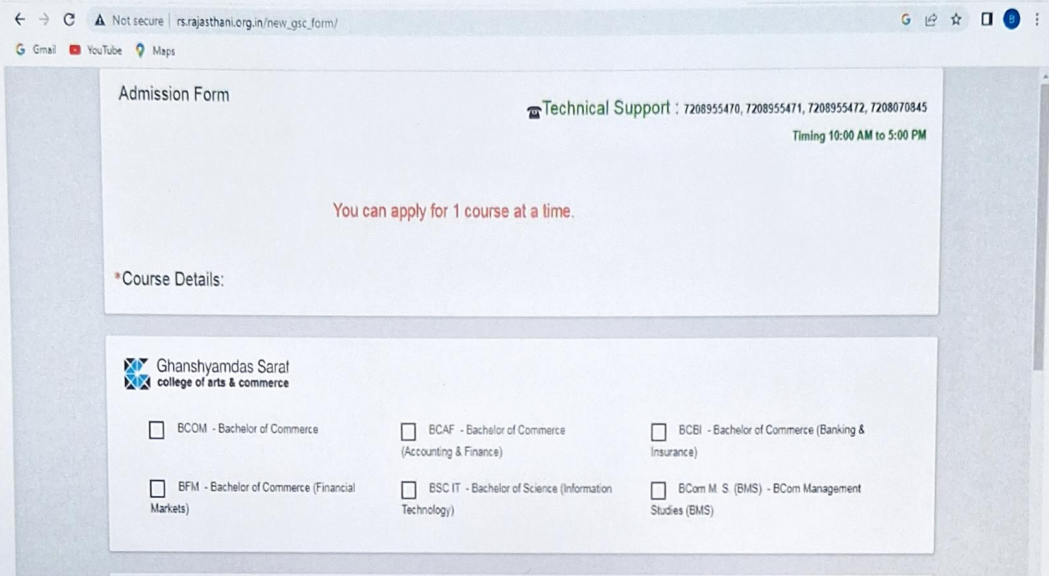 Not secure | rs.rajasthani.org.in/new_gsc_form/
Gmail YouTube Maps
Admission Form
Technical Support : 7208955470, 7208955471, 7208955472, 7208070845
Timing 10:00 AM to 5:00 PM
You can apply for 1 course at a time.
*Course Details:
Ghanshyamdas Saraf
college of arts & commerce
BCOM - Bachelor of Commerce
BCAF - Bachelor of Commerce
(Accounting & Finance)
BCBI - Bachelor of Commerce (Banking &
Insurance)
BFM - Bachelor of Commerce (Financial
Markets)
BSC IT - Bachelor of Science (Information
Technology)
BCom M. S. (BMS) - BCom Management
Studies (BMS)